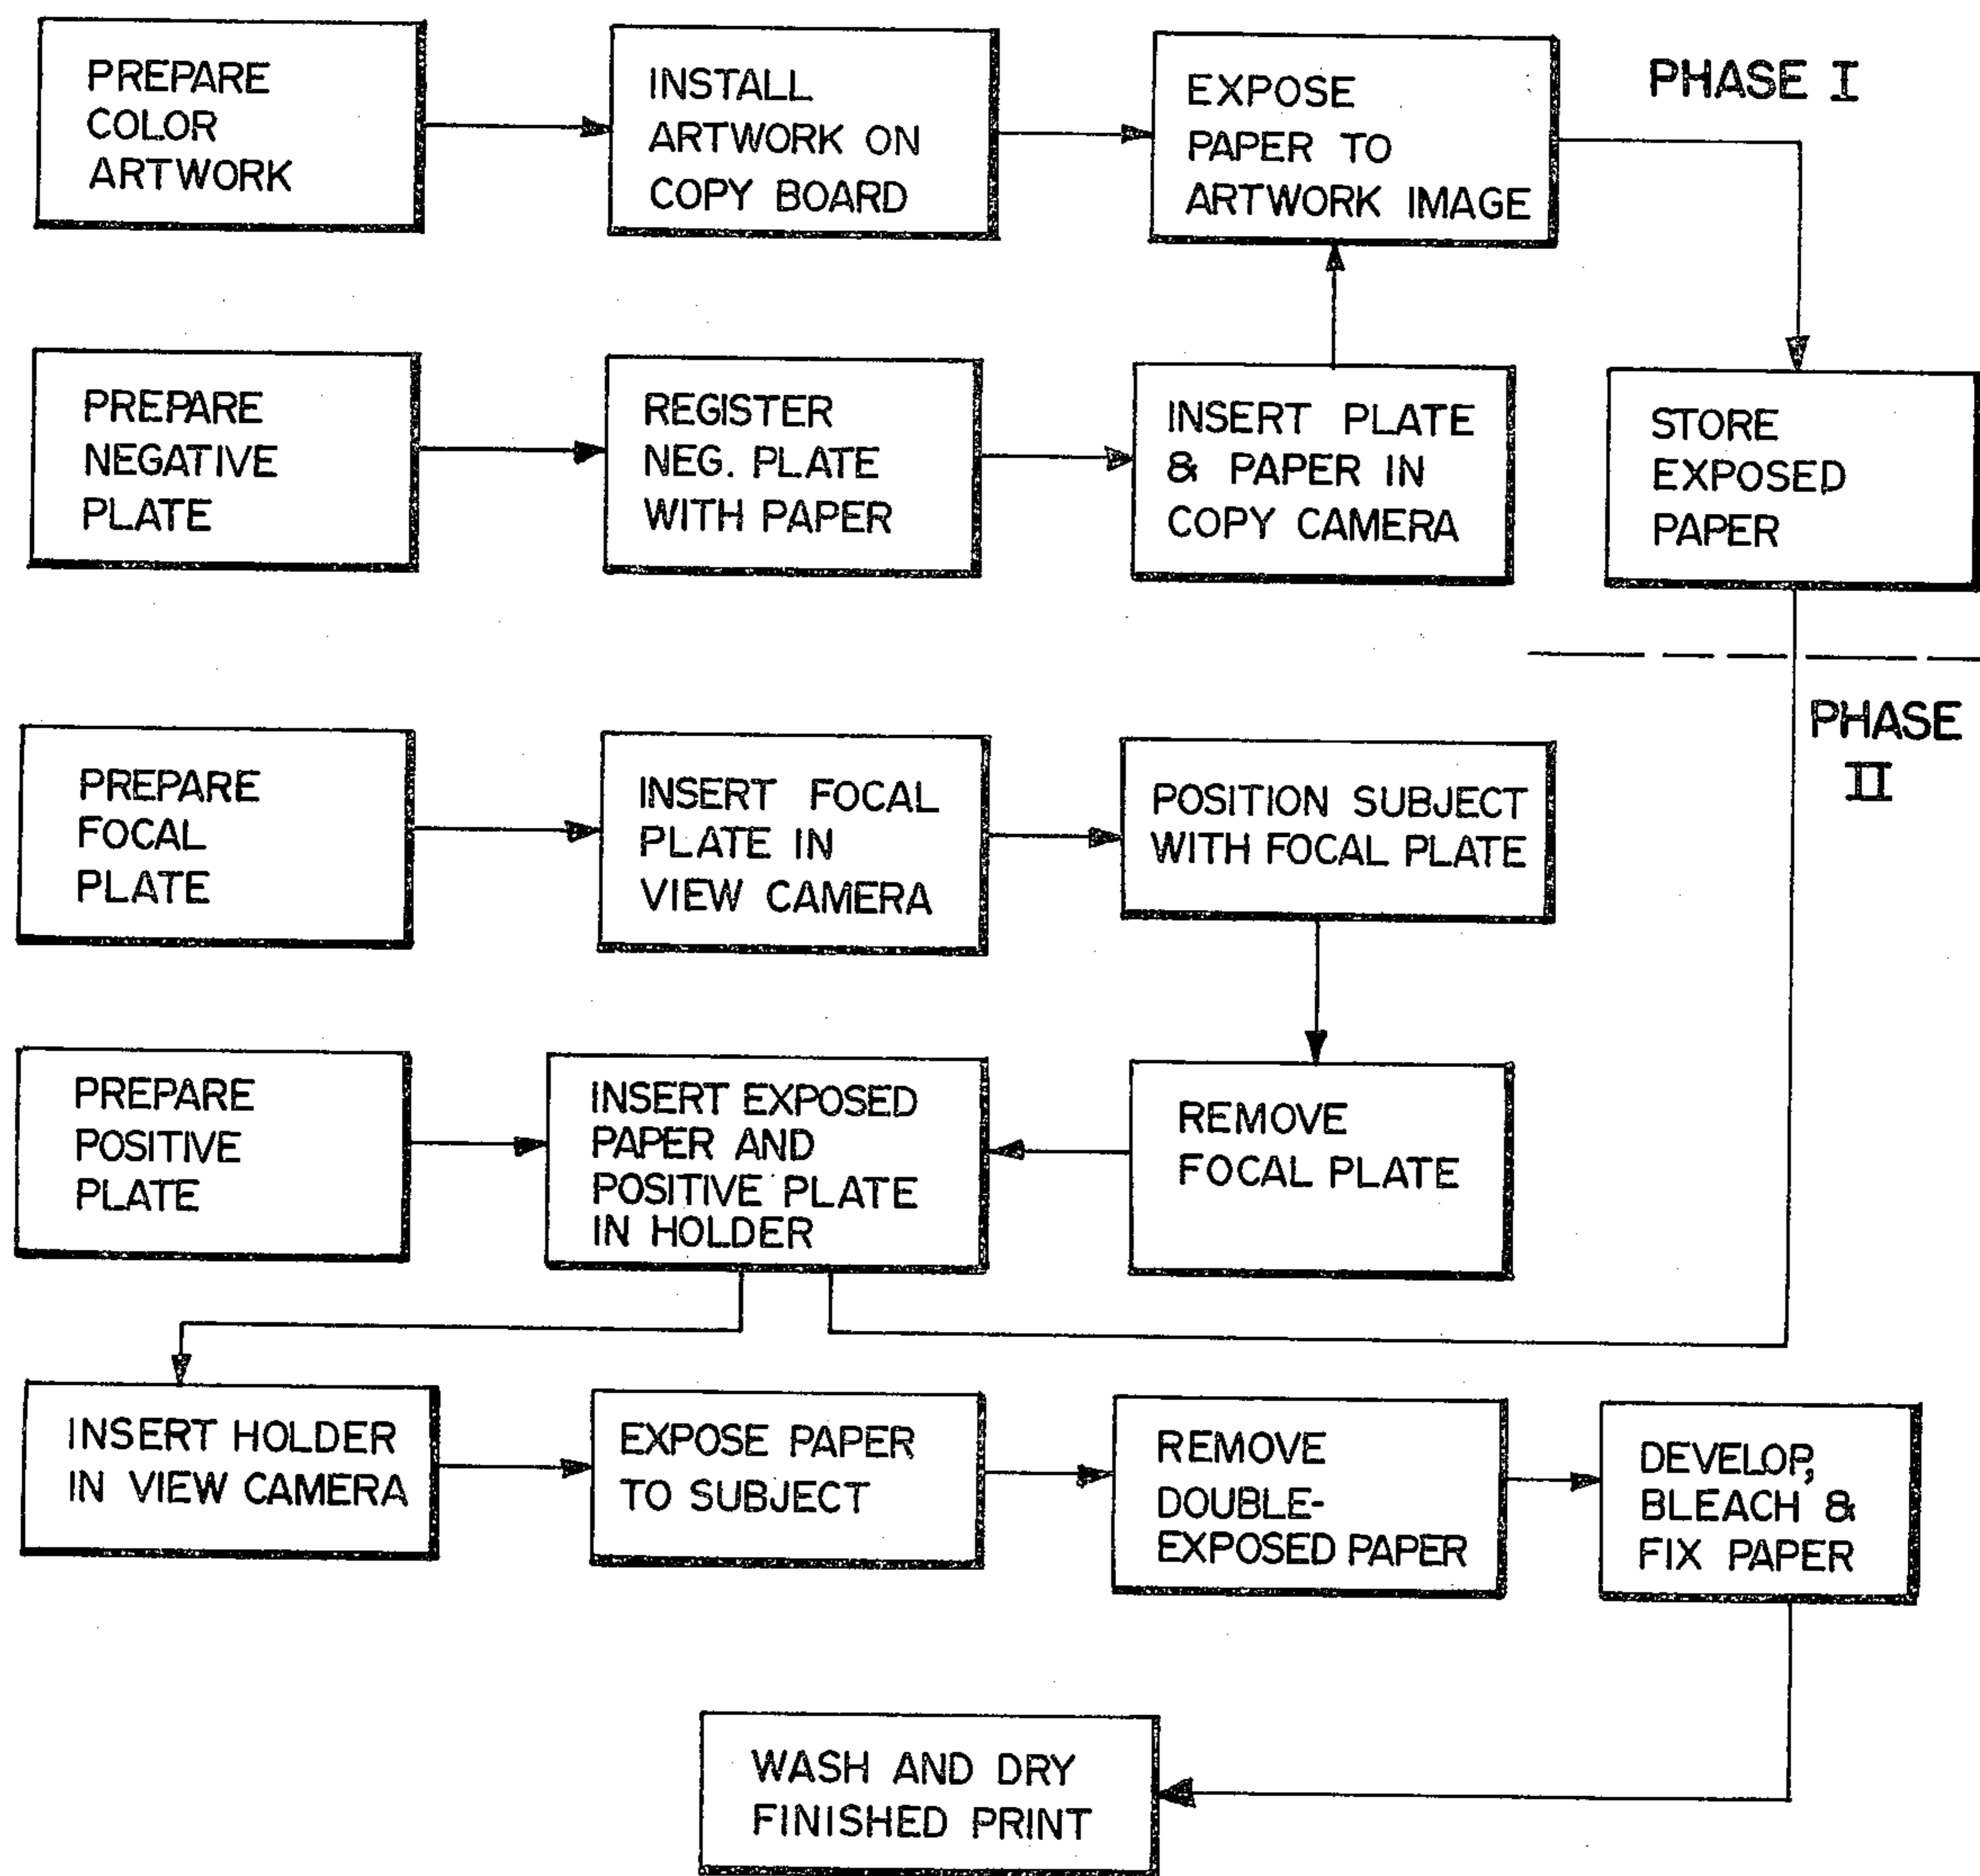 PREPARE
COLOR
ARTWORK
INSTALL
ARTWORK ON
COPY BOARD
EXPOSE
PAPER TO
ARTWORK IMAGE
PHASE I
PREPARE
NEGATIVE
PLATE
REGISTER
NEG. PLATE
WITH PAPER
INSERT PLATE
& PAPER IN
COPY CAMERA
STORE
EXPOSED
PAPER
PHASE
II
PREPARE
FOCAL
PLATE
INSERT FOCAL
PLATE IN
VIEW CAMERA
POSITION SUBJECT
WITH FOCAL PLATE
PREPARE
POSITIVE
PLATE
INSERT EXPOSED
PAPER AND
POSITIVE PLATE
IN HOLDER
REMOVE
FOCAL PLATE
INSERT HOLDER
IN VIEW CAMERA
EXPOSE PAPER
TO SUBJECT
REMOVE
DOUBLE-
EXPOSED PAPER
DEVELOP,
BLEACH &
FIX PAPER
WASH AND DRY
FINISHED PRINT